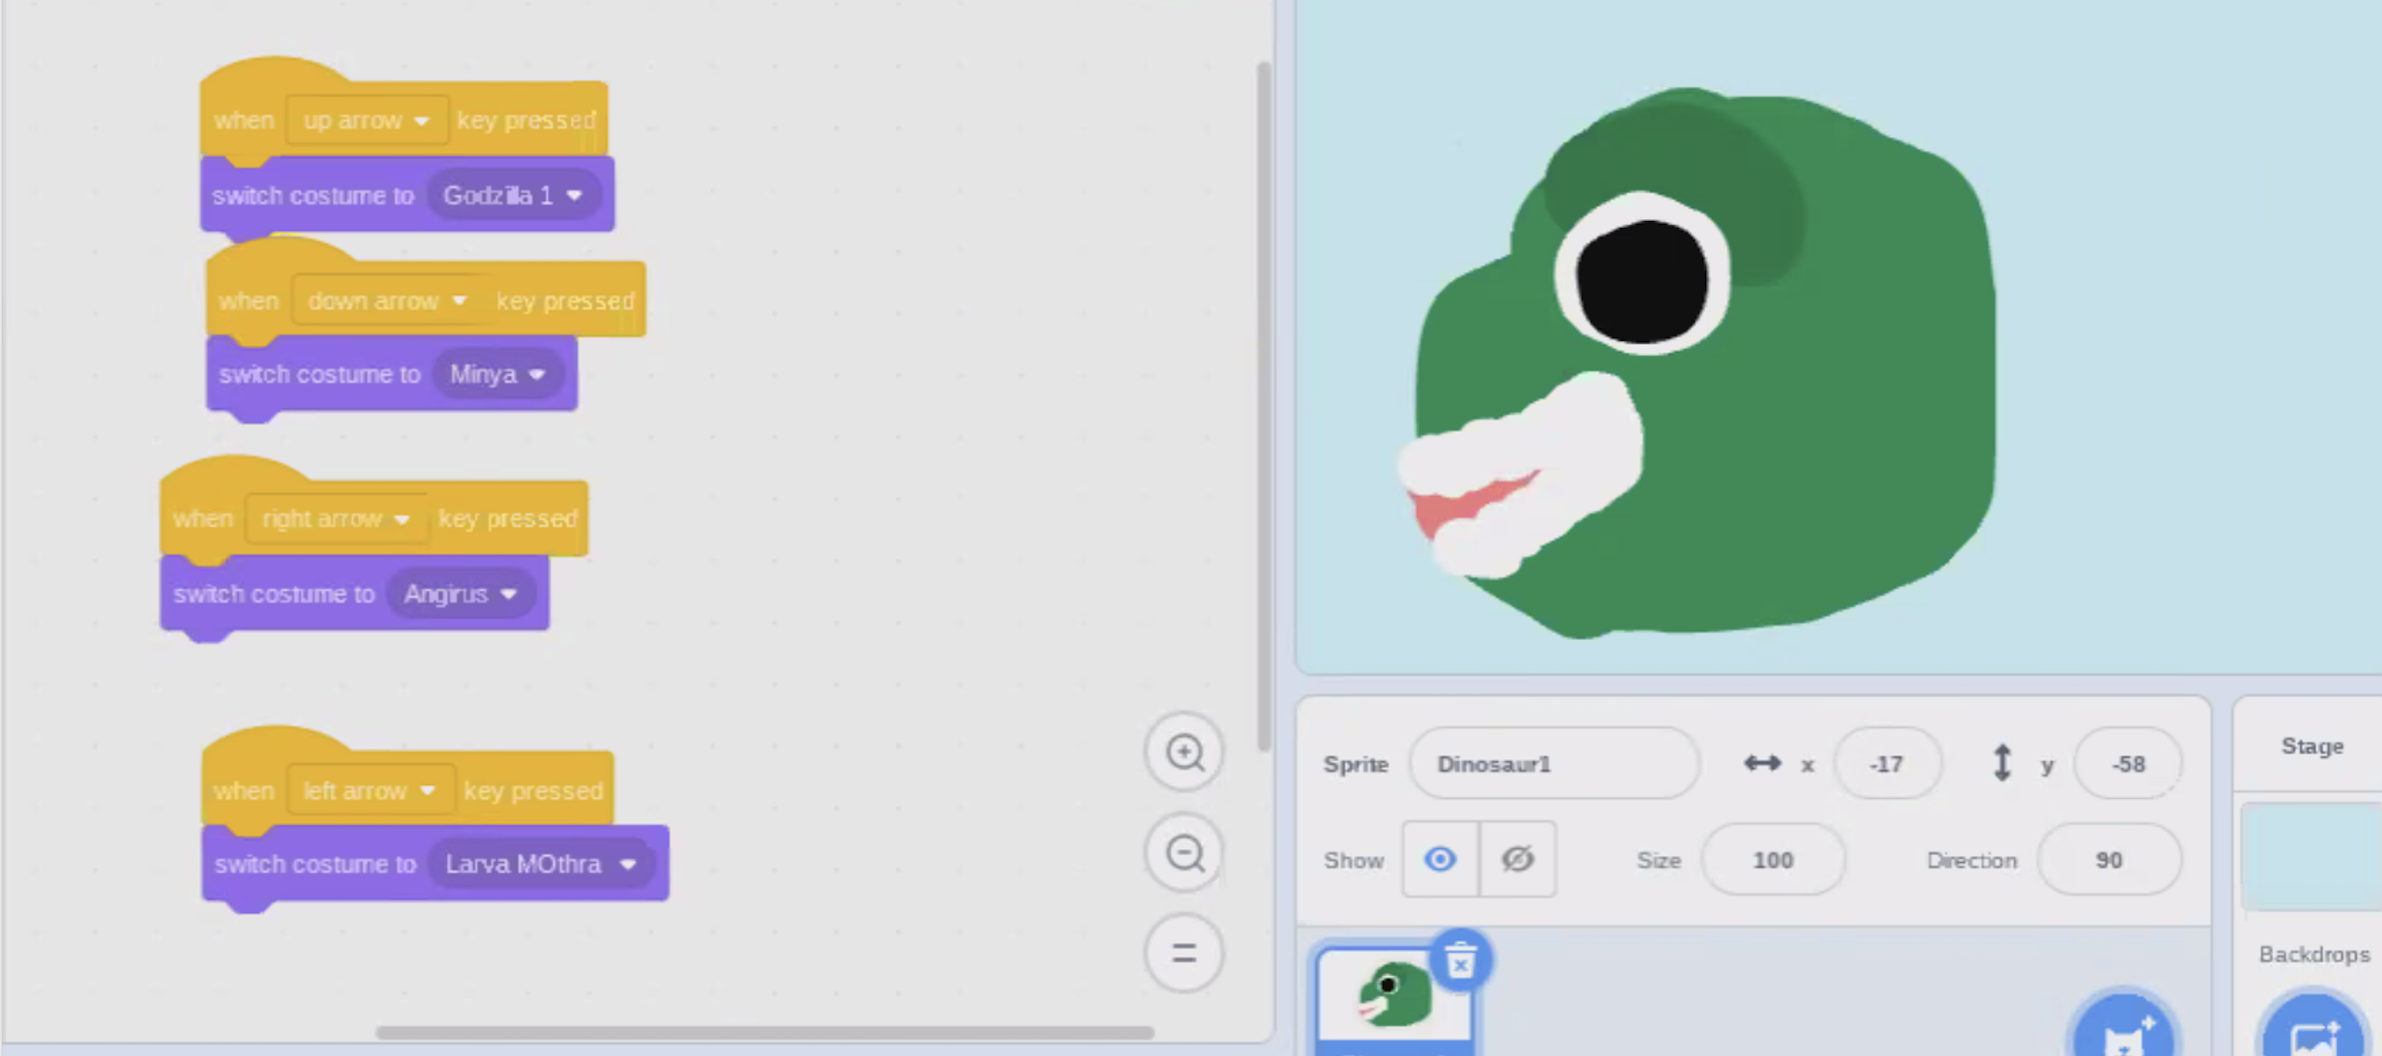 when up arrow key pressed
switch costume to Godzilla 1
when down arrow key pressed
switch costume to Minya
when right arrow key pressed
switch costume to Angirus
when left arrow key pressed
switch costume to Larva MOthra
Sprite Dinosaur1 x -17 y -58
Show Size 100 Direction 90
Stage
Backdrops